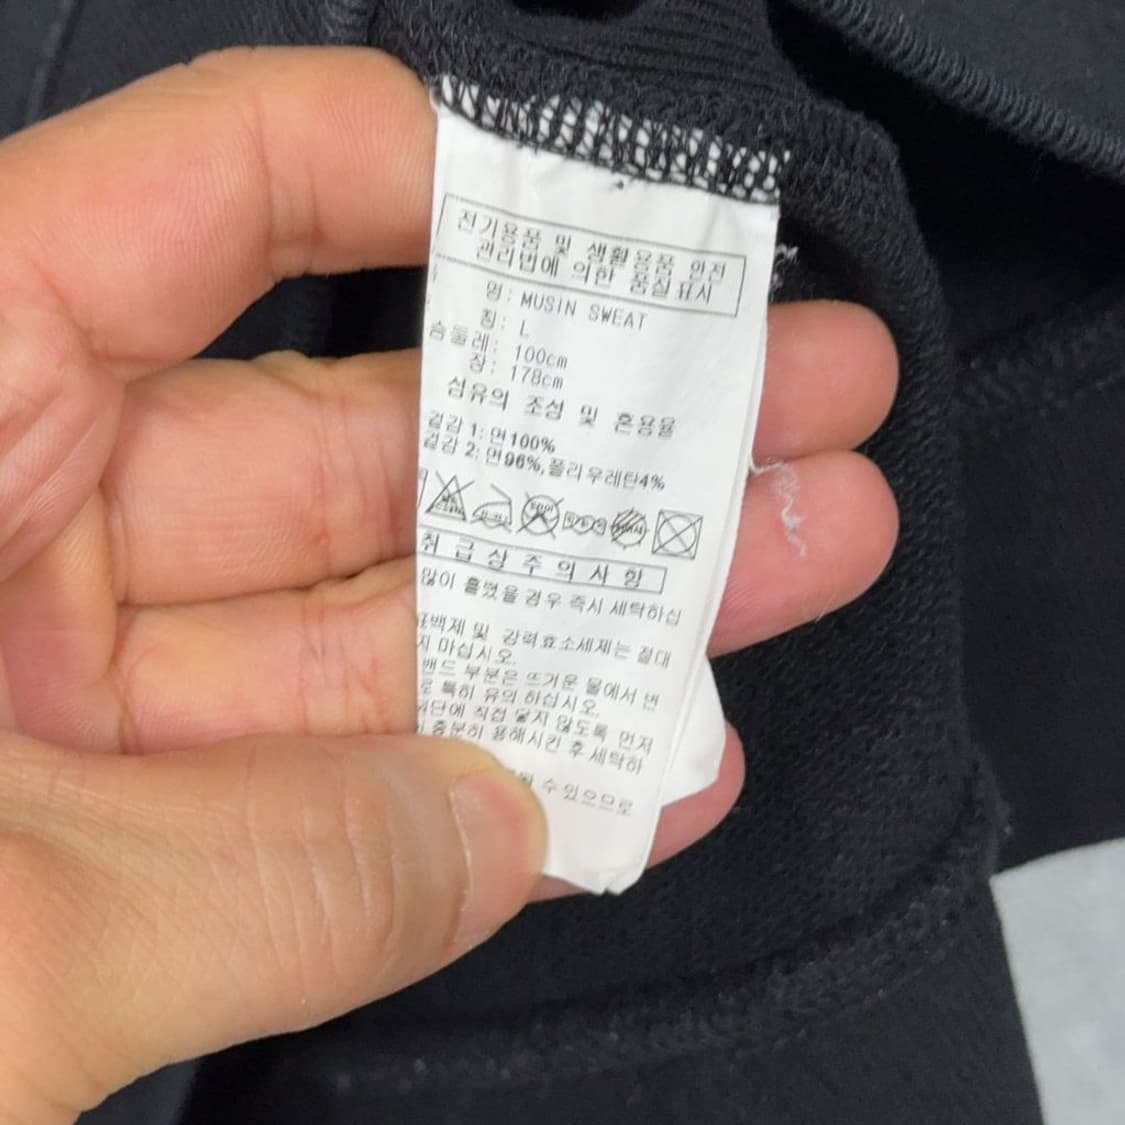 전기용품 및 생활용품 안전
관리법에 의한 품질표시
명: MUSIN SWEAT
칭: L
슴둘레: 100cm
장: 178cm
섬유의 조성 및 혼용율
겉감 1: 면100%
겉감 2: 면96%, 폴리우레탄4%
취급상주의사항
많이 흘렸을 경우 즉시 세탁하십
표백제 및 강력효소세제는 절대
지 마십시오.
밴드 부분은 뜨거운 물에서 변
로 특히 유의 하십시오.
원단에 직접 닿지 않도록 먼저
충분히 용해시킨 후 세탁하
수있으므로